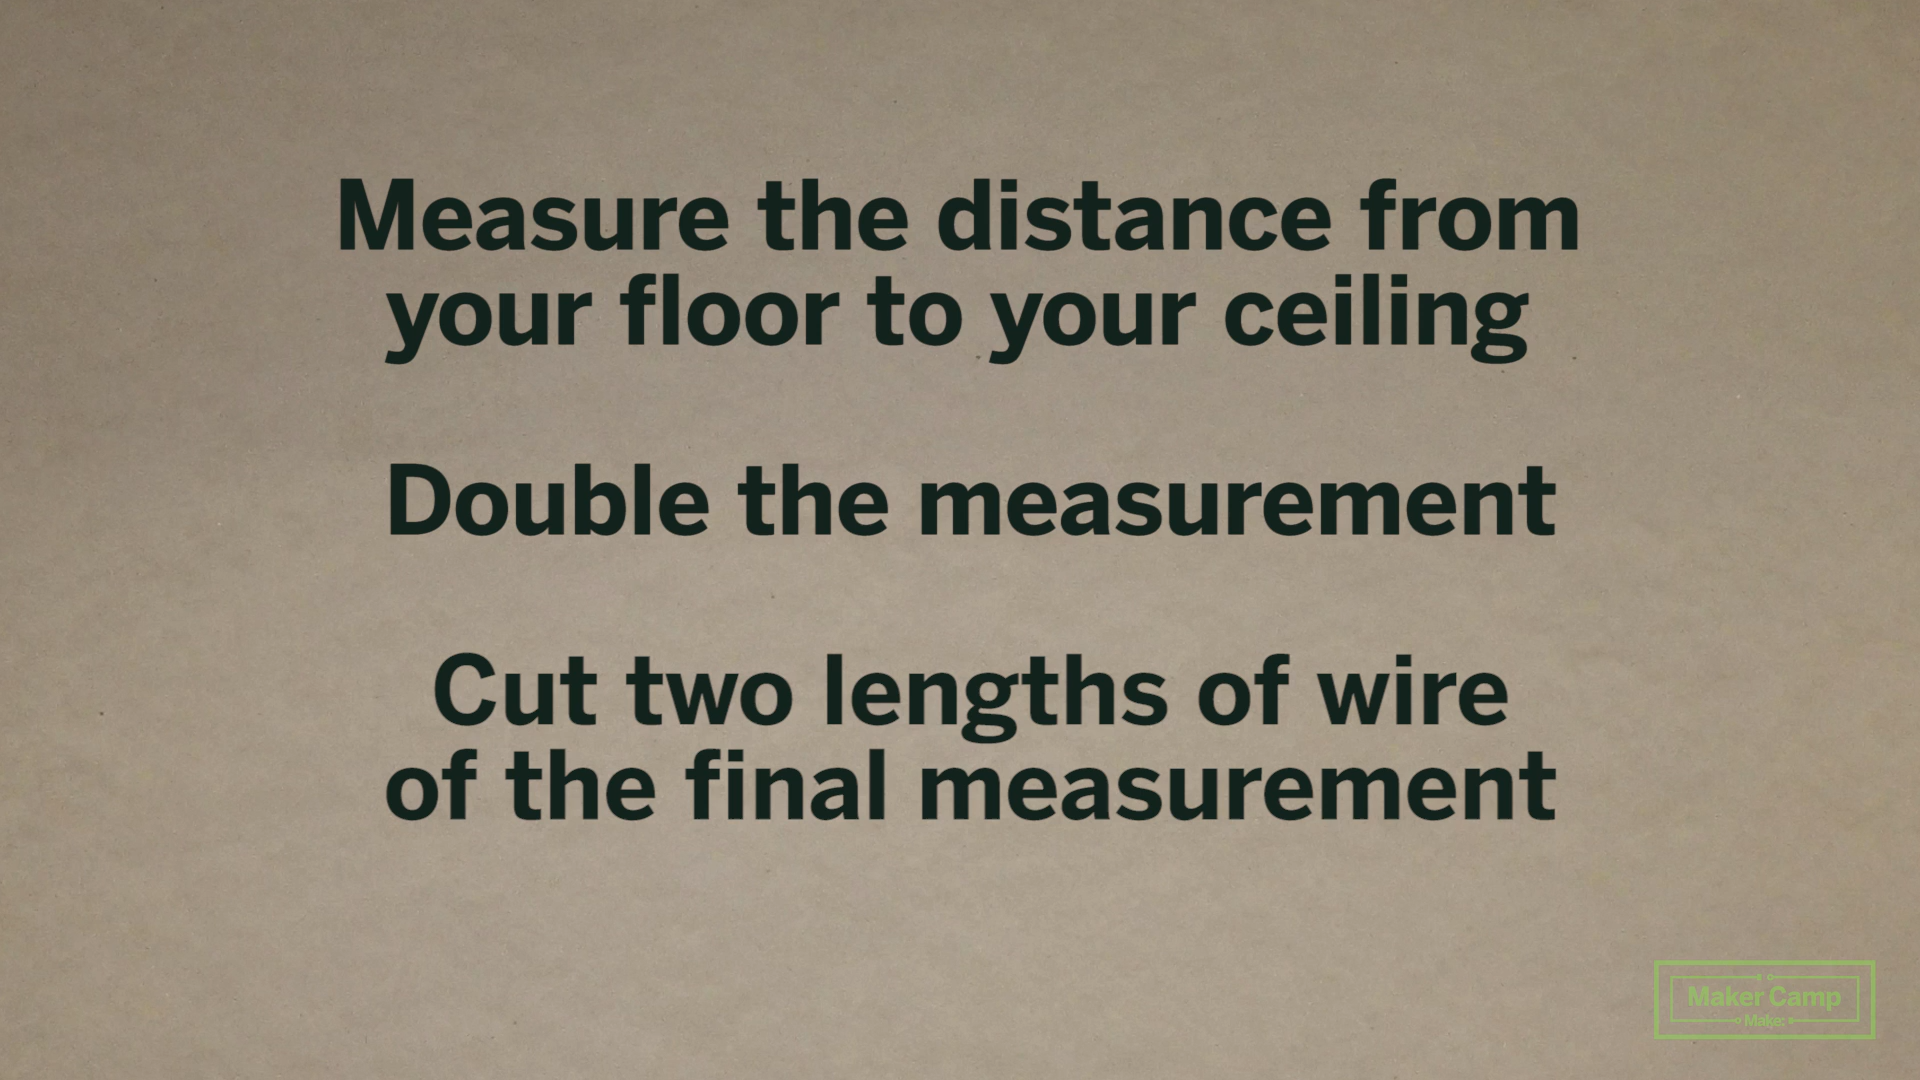 Measure the distance from
your floor to your ceiling
Double the measurement
Cut two lengths of wire
of the final measurement
Maker Camp
Make: